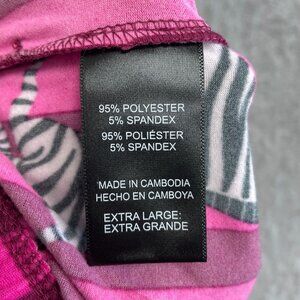 95% POLYESTER
5% SPANDEX
95% POLIÉSTER
5% SPANDEX
MADE IN CAMBODIA
HECHO EN CAMBOYA
EXTRA LARGE:
EXTRA GRANDE